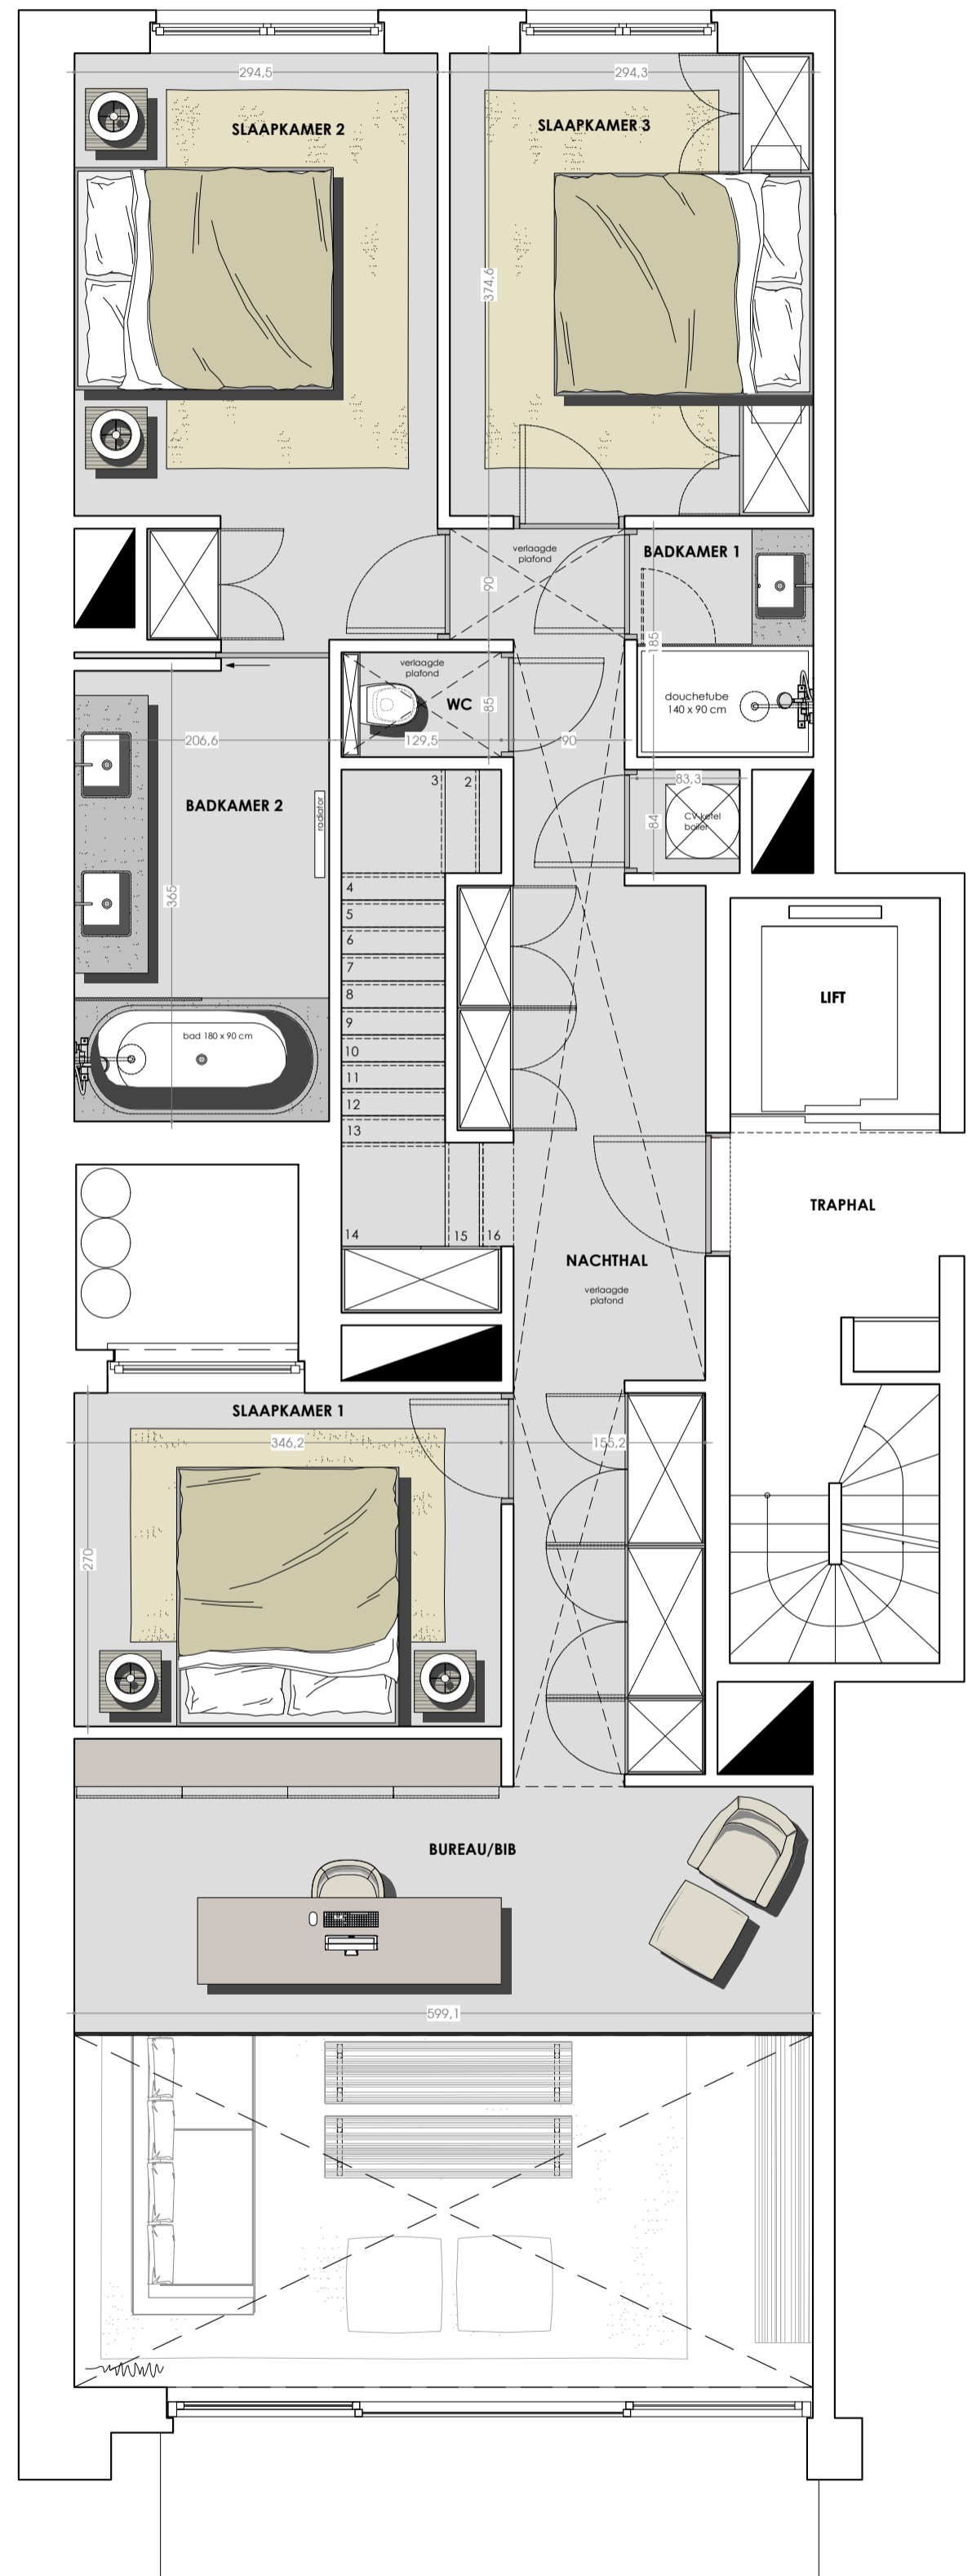 294,5
294,3
SLAAPKAMER 2
SLAAPKAMER 3
374,6
verlaagde
plafond
BADKAMER 1
90
185
verlaagde
plafond
WC
85
douchetube
140 x 90 cm
206,6
129,5
90
BADKAMER 2
radiator
3
2
83,3
84
CV-ketel
boiler
365
4
5
6
7
8
9
10
11
12
13
LIFT
bad 180 x 90 cm
TRAPHAL
14
15
16
NACHTHAL
verlaagde
plafond
SLAAPKAMER 1
346,2
155,2
270
BUREAU/BIB
599,1